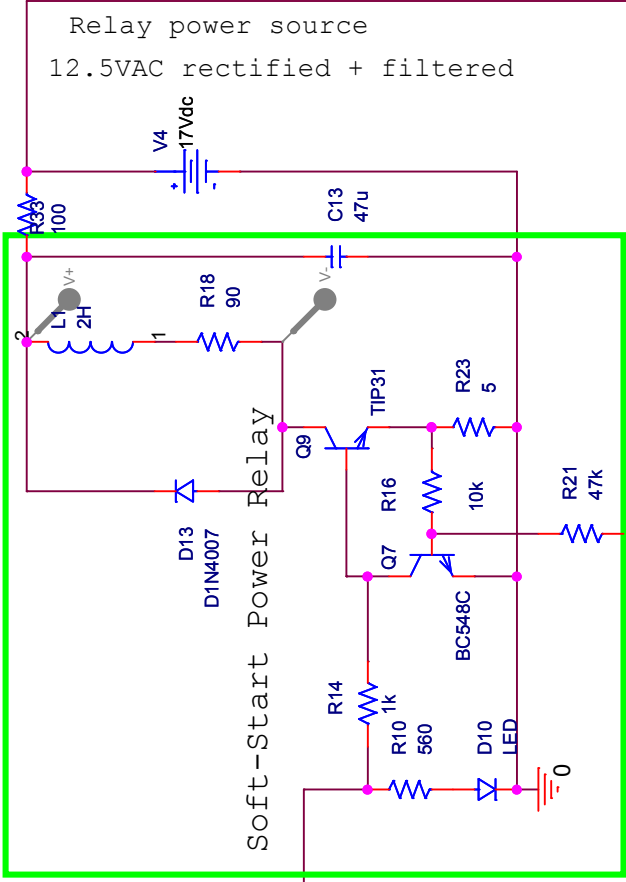 Relay power source
12.5VAC rectified + filtered
V4
17Vdc
+
-
R33
100
C13
47u
V+
V-
L1
2H
2
1
R18
90
TIP31
R23
5
Q9
R16
10k
R21
47k
D13
D1N4007
Soft-Start Power Relay
Q7
BC548C
R14
1k
R10
560
D10
LED
0